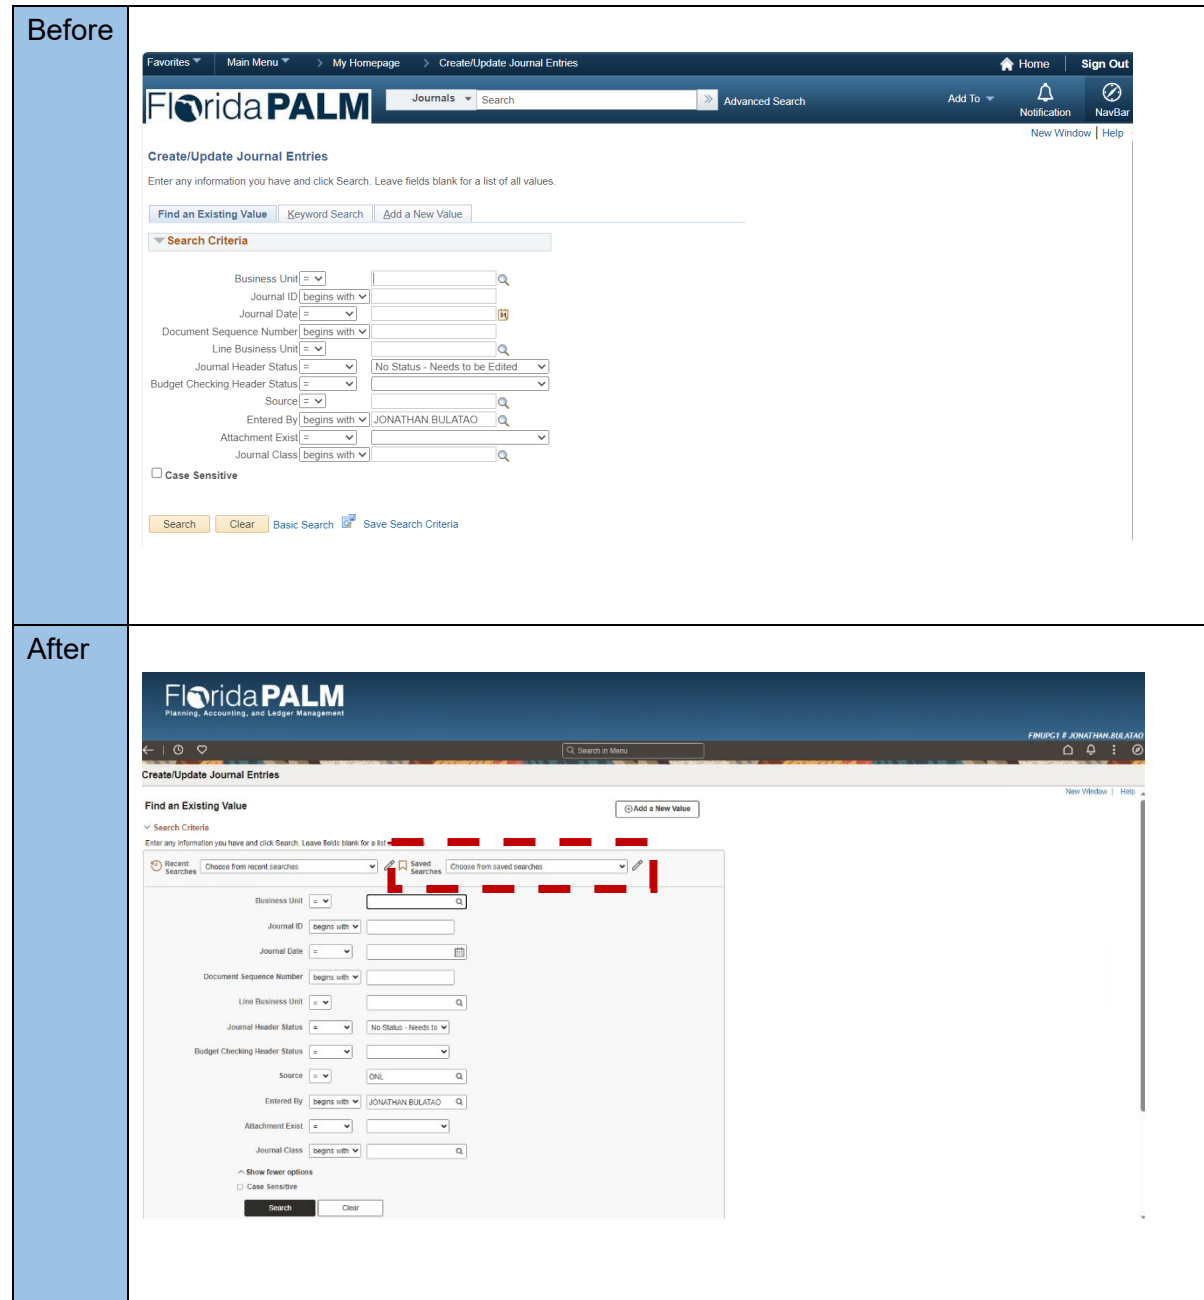 Before
Favorites Main Menu > My Homepage > Create/Update Journal Entries Home Sign Out
Florida PALM Journals Search Advanced Search Add To Notification NavBar
New Window | Help
Create/Update Journal Entries
Enter any information you have and click Search. Leave fields blank for a list of all values.
Find an Existing Value Keyword Search Add a New Value
Search Criteria
Business Unit =
Journal ID begins with
Journal Date = 31
Document Sequence Number begins with
Line Business Unit =
Journal Header Status = No Status - Needs to be Edited
Budget Checking Header Status =
Source =
Entered By begins with JONATHAN.BULATAO
Attachment Exist =
Journal Class begins with
Case Sensitive
Search Clear Basic Search Save Search Criteria
After
Florida PALM
Planning, Accounting, and Ledger Management
FINUPG1 # JONATHAN.BULATAO
Search in Menu
Create/Update Journal Entries
New Window | Help
Find an Existing Value Add a New Value
Search Criteria
Enter any information you have and click Search. Leave fields blank for a list
Recent Searches Choose from recent searches Saved Searches Choose from saved searches
Business Unit =
Journal ID begins with
Journal Date =
Document Sequence Number begins with
Line Business Unit =
Journal Header Status = No Status - Needs to
Budget Checking Header Status =
Source = ONL
Entered By begins with JONATHAN.BULATAO
Attachment Exist =
Journal Class begins with
Show fewer options
Case Sensitive
Search Clear